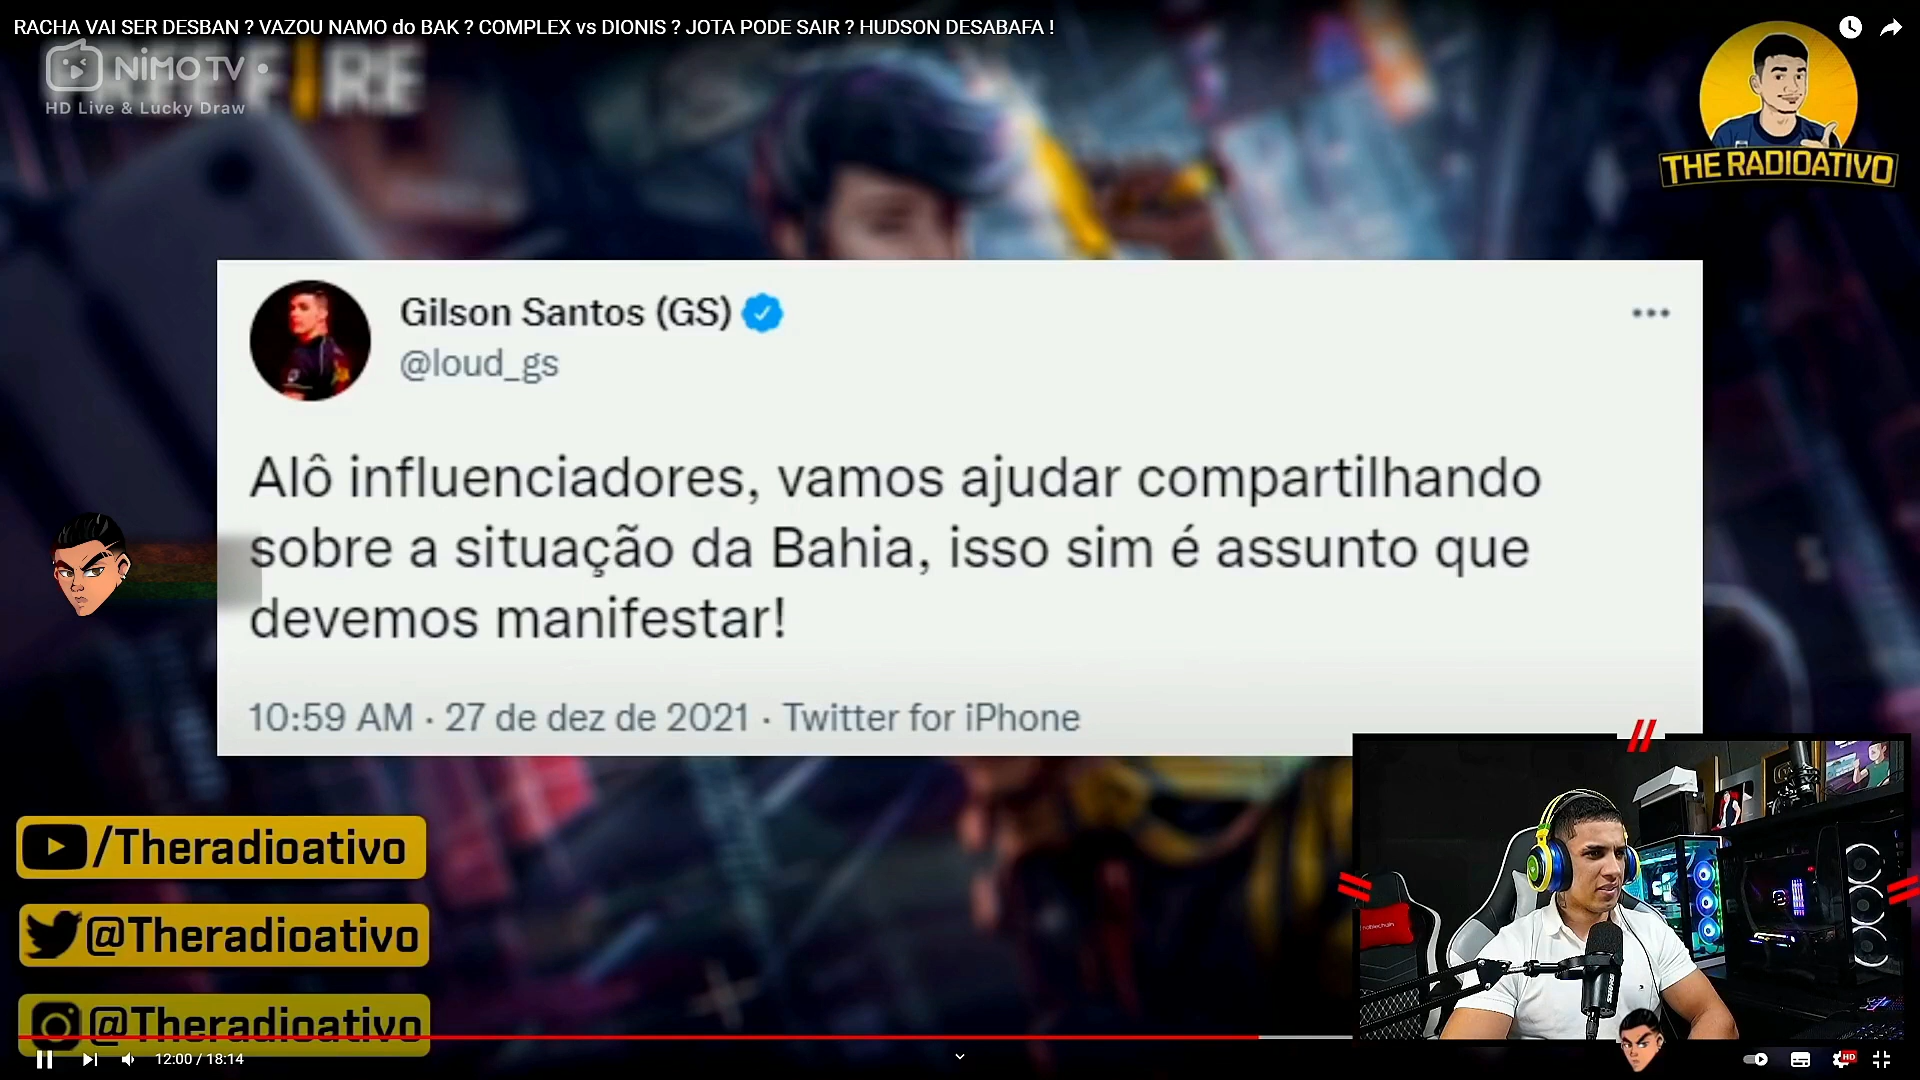 RACHA VAI SER DESBAN ? VAZOU NAMO do BAK ? COMPLEX vs DIONIS ? JOTA PODE SAIR ? HUDSON DESABAFA !
NIMO TV
HD Live & Lucky Draw
THE RADIOATIVO
Gilson Santos (GS)
@loud_gs
Alô influenciadores, vamos ajudar compartilhando
sobre a situação da Bahia, isso sim é assunto que
devemos manifestar!
10:59 AM · 27 de dez de 2021 · Twitter for iPhone
/Theradioativo
@Theradioativo
@Theradioativo
12:00 / 18:14
HD